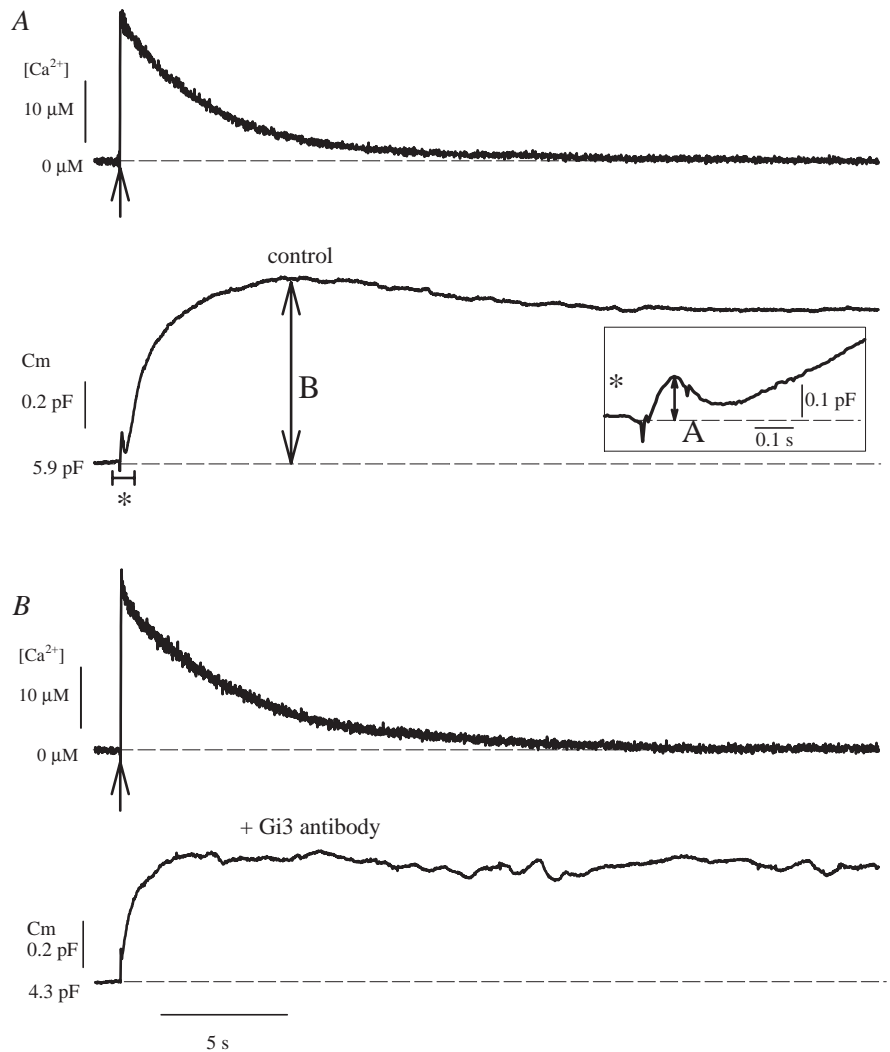 A
[Ca²⁺]
10 µM
0 µM
control
Cm
0.2 pF
5.9 pF
B
*
*
A
0.1 pF
0.1 s
B
[Ca²⁺]
10 µM
0 µM
+ Gi3 antibody
Cm
0.2 pF
4.3 pF
5 s